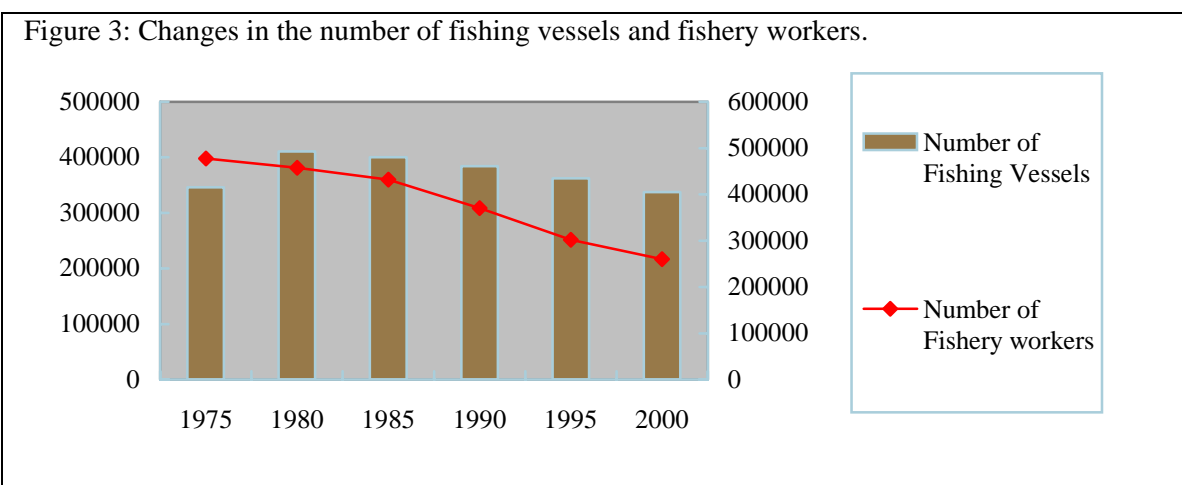 Figure 3: Changes in the number of fishing vessels and fishery workers.
500000
400000
300000
200000
100000
0
600000
500000
400000
300000
200000
100000
0
1975 1980 1985 1990 1995 2000
Number of
Fishing Vessels
Number of
Fishery workers